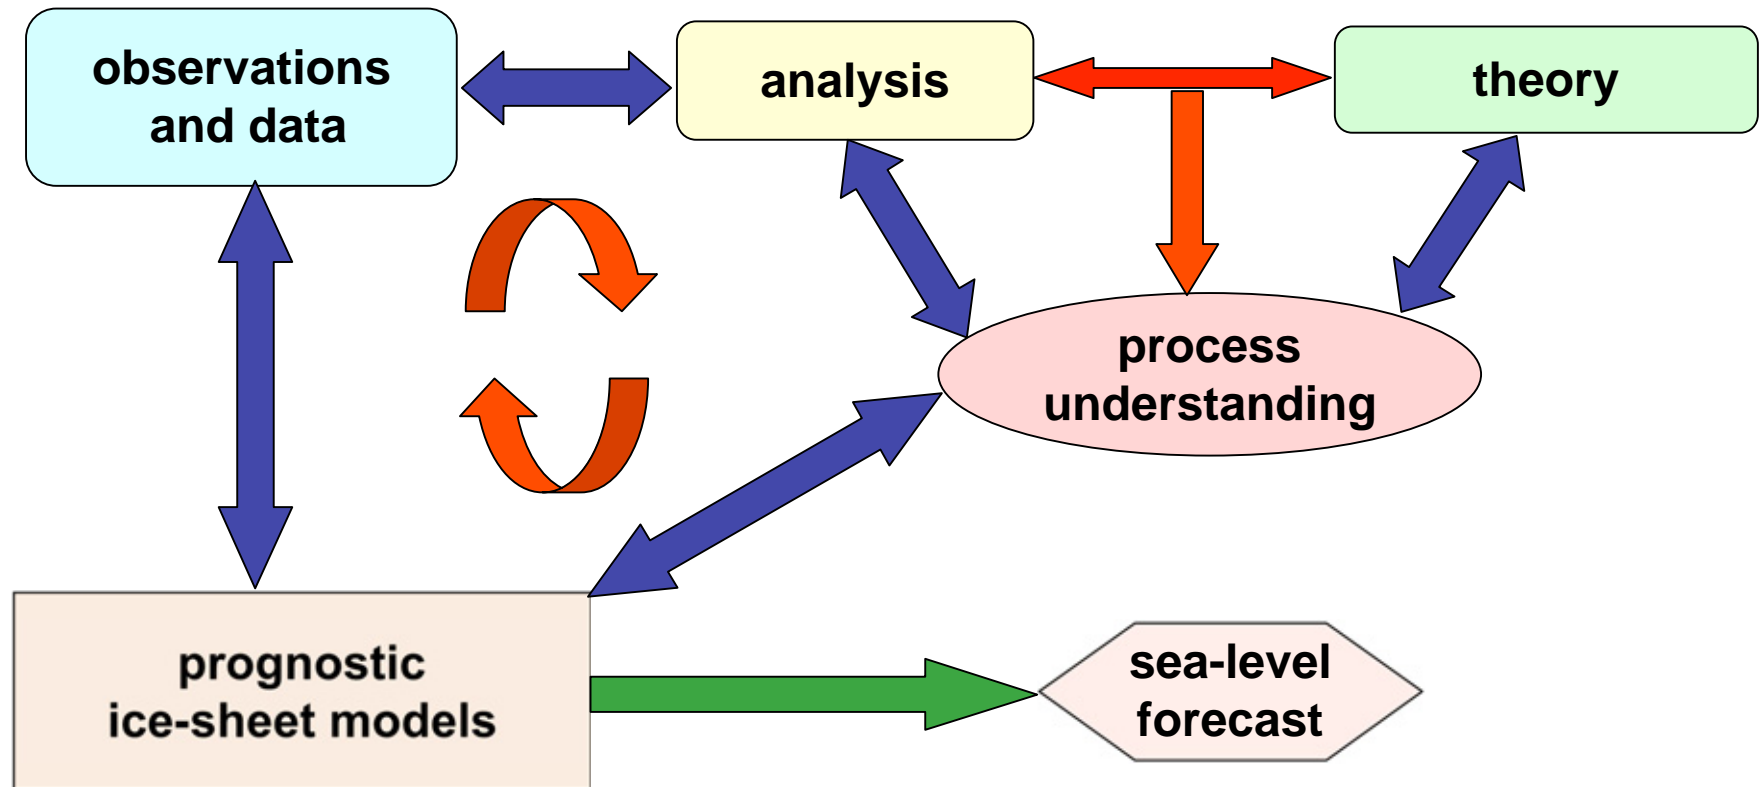 observations
and data
analysis
theory
process
understanding
prognostic
ice-sheet models
sea-level
forecast